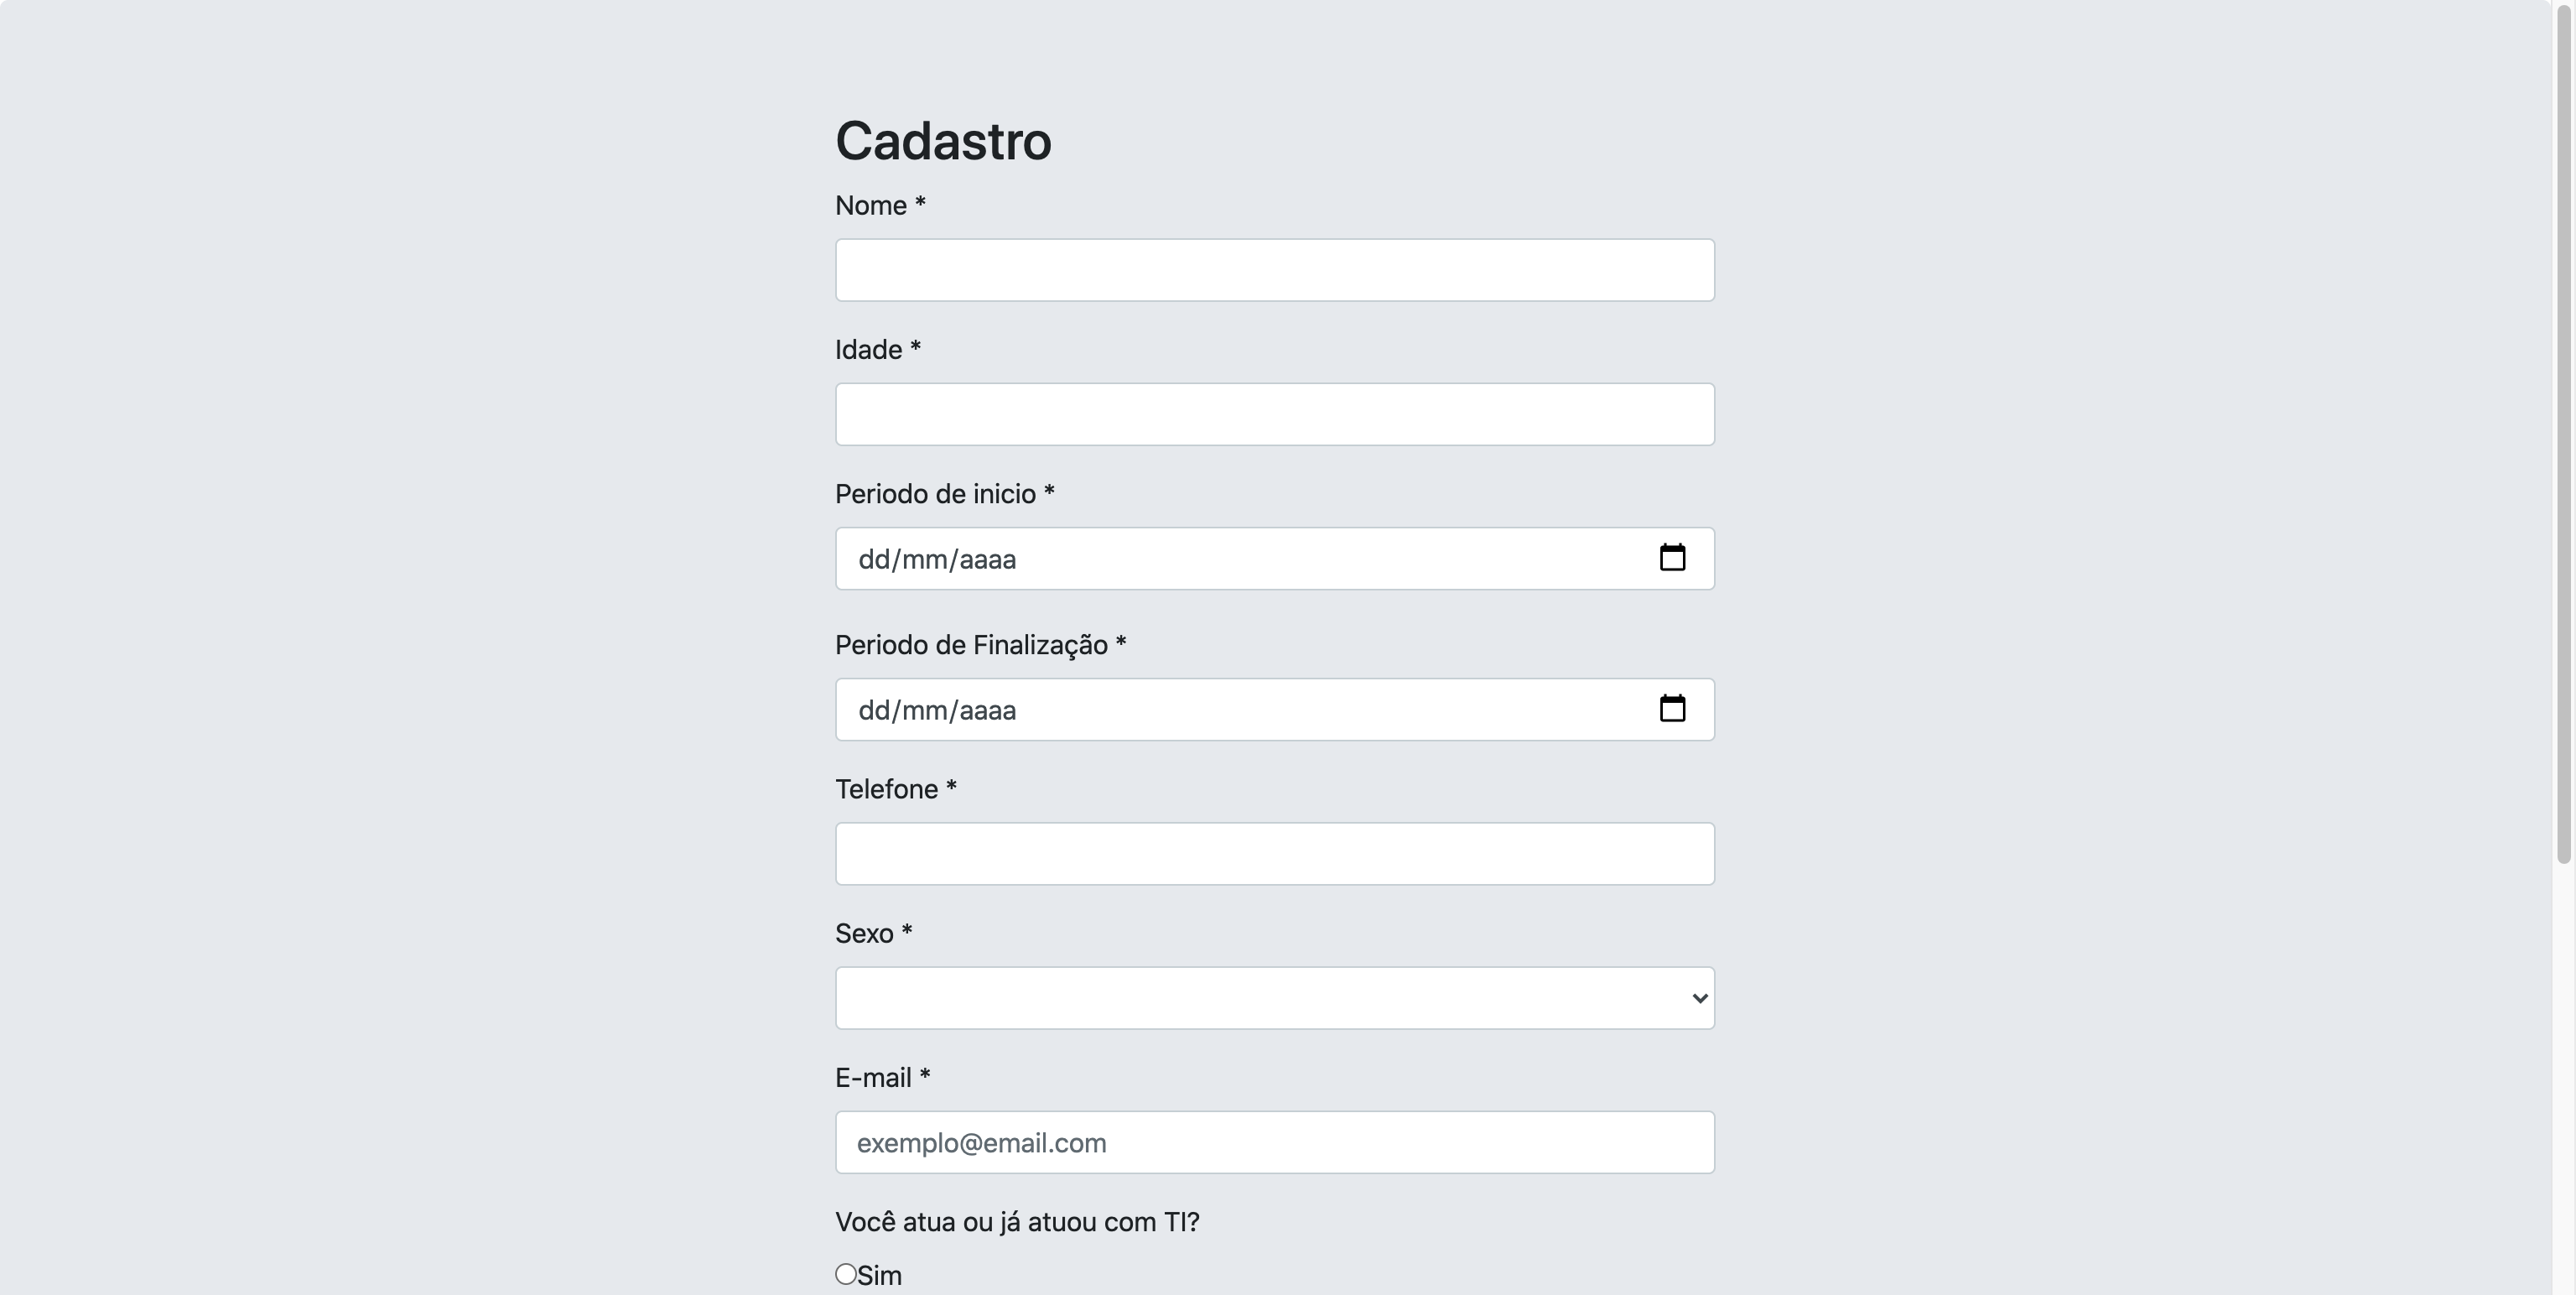 Cadastro
Nome *
Idade *
Periodo de inicio *
dd/mm/aaaa
Periodo de Finalização *
dd/mm/aaaa
Telefone *
Sexo *
E-mail *
exemplo@email.com
Você atua ou já atuou com TI?
Sim